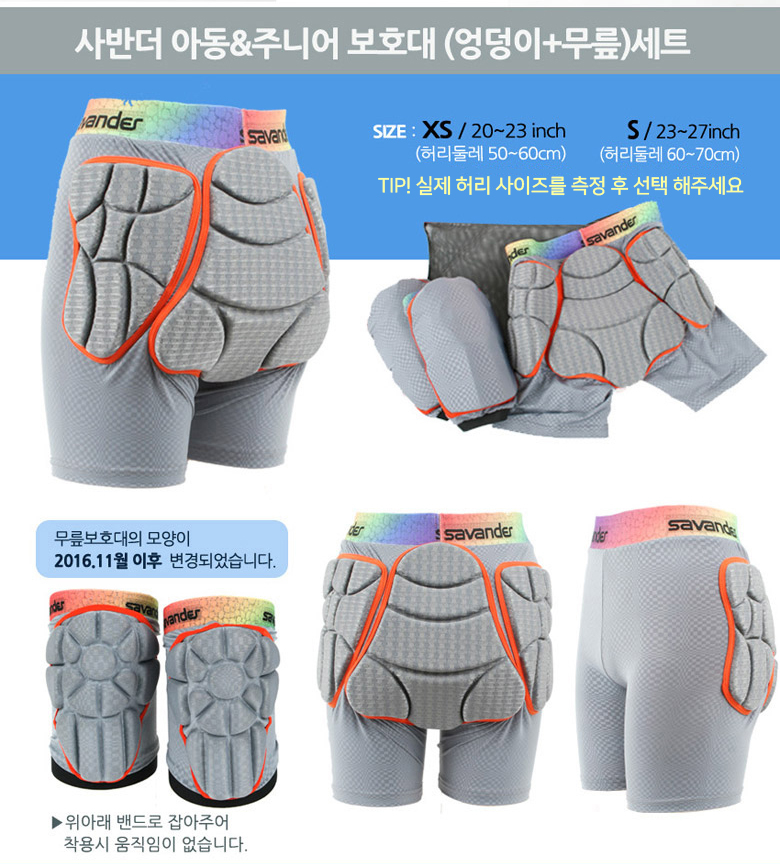 사반더 아동&주니어 보호대 (엉덩이+무릎)세트
SIZE : XS / 20~23 inch
(허리둘레 50~60cm)
S / 23~27inch
(허리둘레 60~70cm)
TIP! 실제 허리 사이즈를 측정 후 선택 해주세요
savander
savander
savander
무릎보호대의 모양이
2016.11월 이후 변경되었습니다.
savander
savander
savander
savander
▶위아래 밴드로 잡아주어
착용시 움직임이 없습니다.